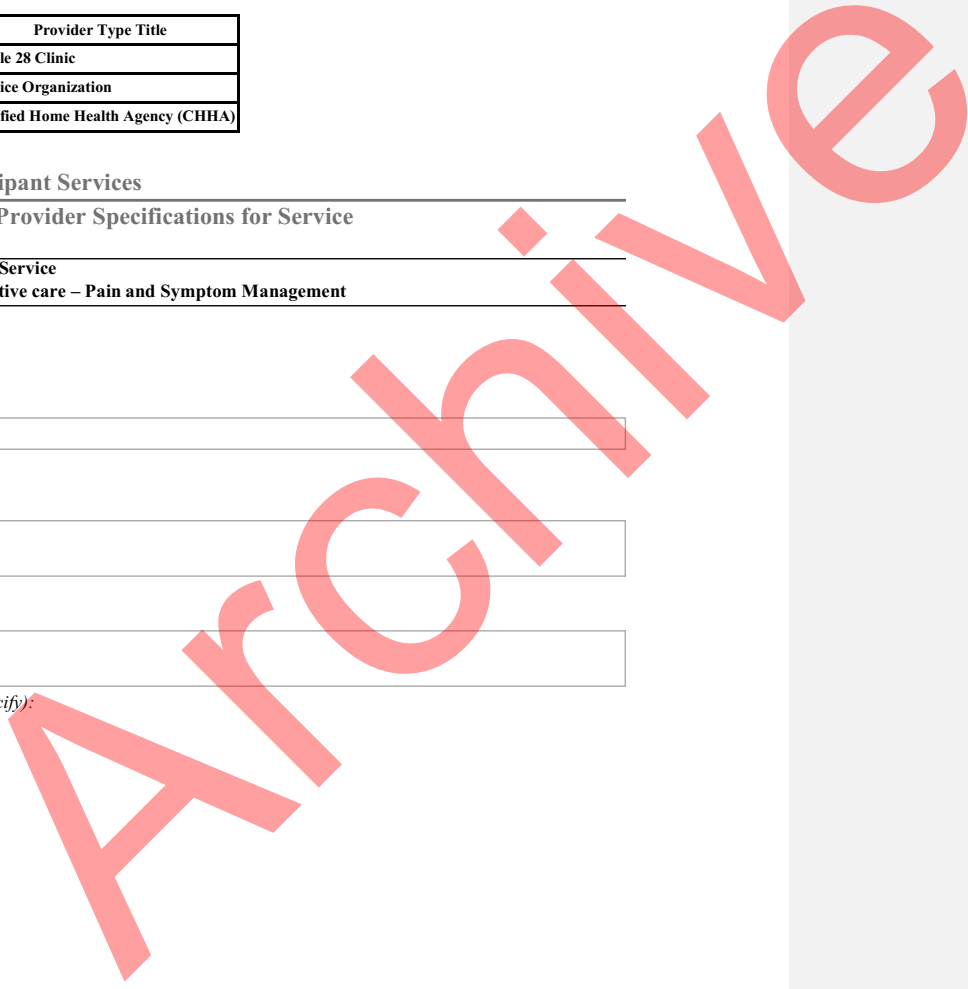 Provider Type Title
le 28 Clinic
ice Organization
fied Home Health Agency (CHHA)
ipant Services
Provider Specifications for Service
Service
tive care – Pain and Symptom Management
cify):
Archive